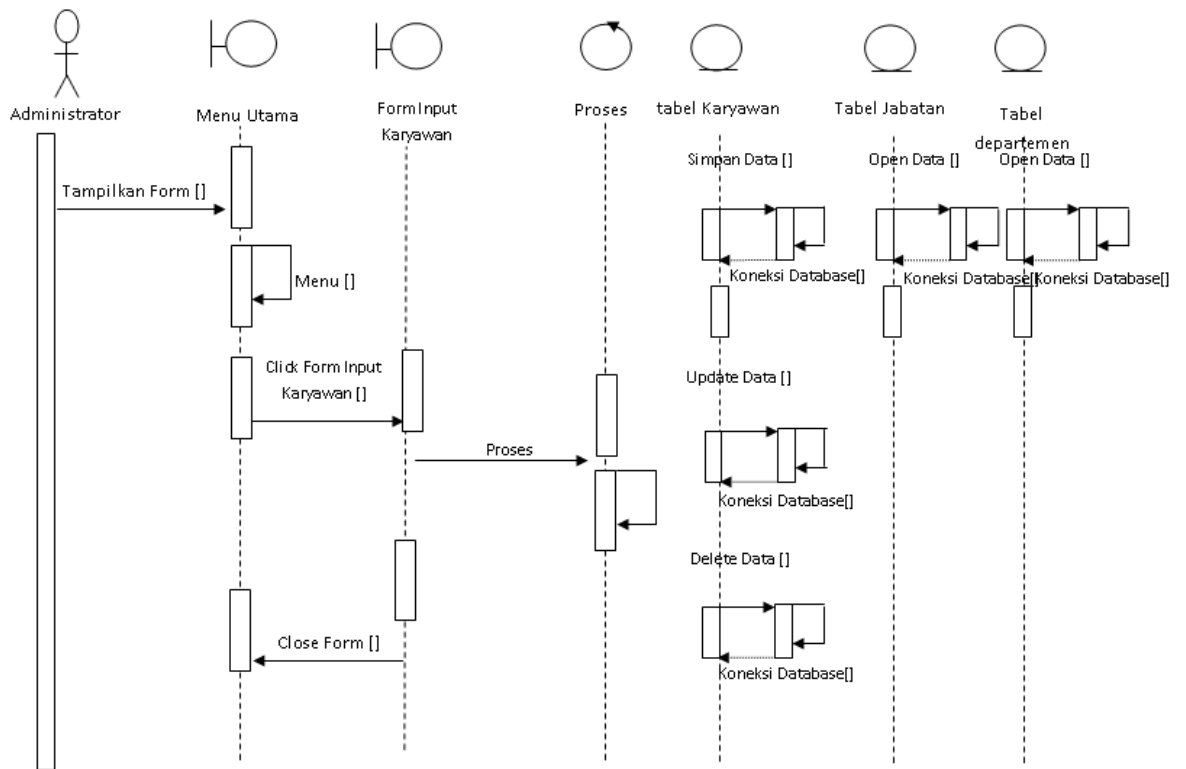 Administrator
Menu Utama
Form Input
Karyawan
Proses
tabel Karyawan
Tabel Jabatan
Tabel
departemen
Simpan Data []
Open Data []
Open Data []
Tampilkan Form []
Koneksi Database[]
Koneksi Database[]
Koneksi Database[]
Menu []
Click Form Input
Karyawan []
Update Data []
Proses
Koneksi Database[]
Delete Data []
Close Form []
Koneksi Database[]